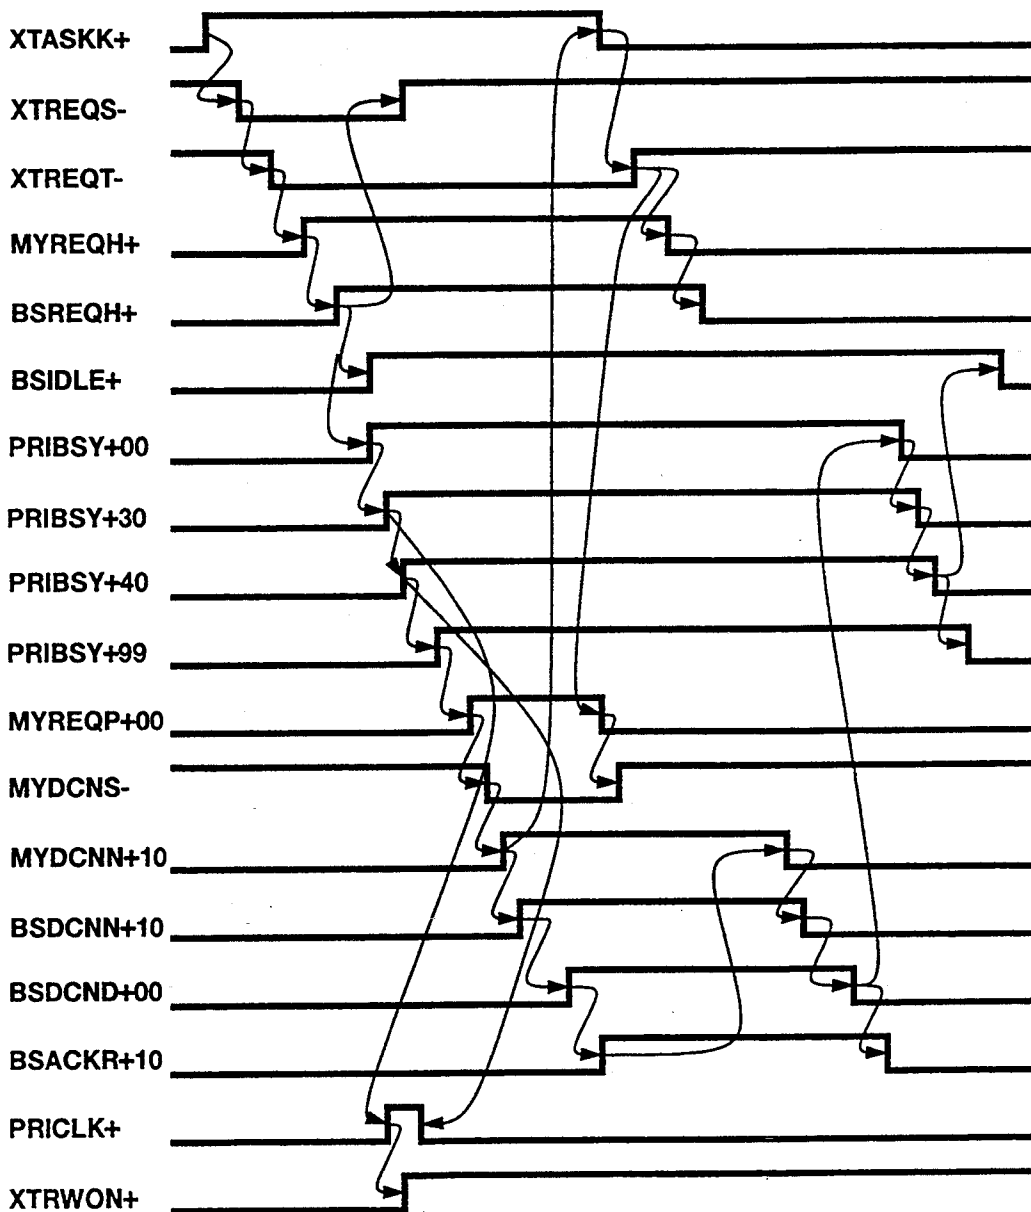 XTASKK+
XTREQS-
XTREQT-
MYREQH+
BSREQH+
BSIDLE+
PRIBSY+00
PRIBSY+30
PRIBSY+40
PRIBSY+99
MYREQP+00
MYDCNS-
MYDCNN+10
BSDCNN+10
BSDCND+00
BSACKR+10
PRICLK+
XTRWON+